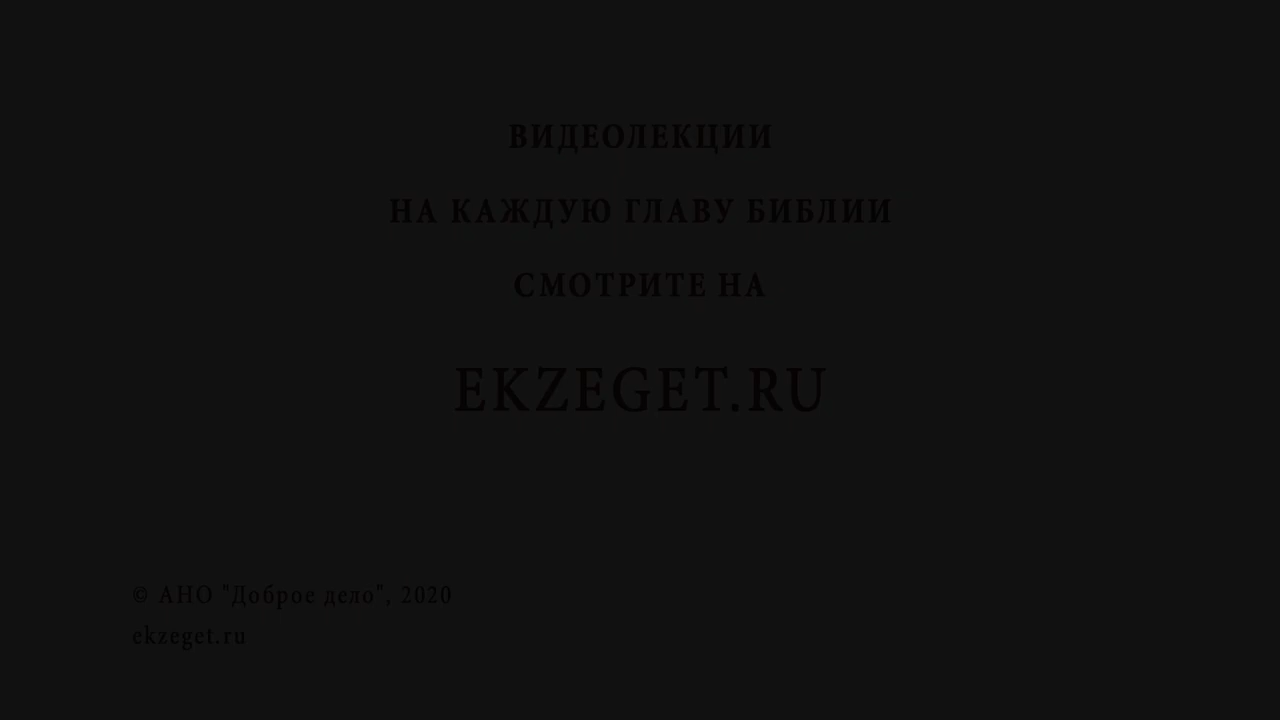 ВИДЕОЛЕКЦИИ
НА КАЖДУЮ ГЛАВУ БИБЛИИ
СМОТРИТЕ НА
EKZEGET.RU
© АНО "Доброе дело", 2020
ekzeget.ru